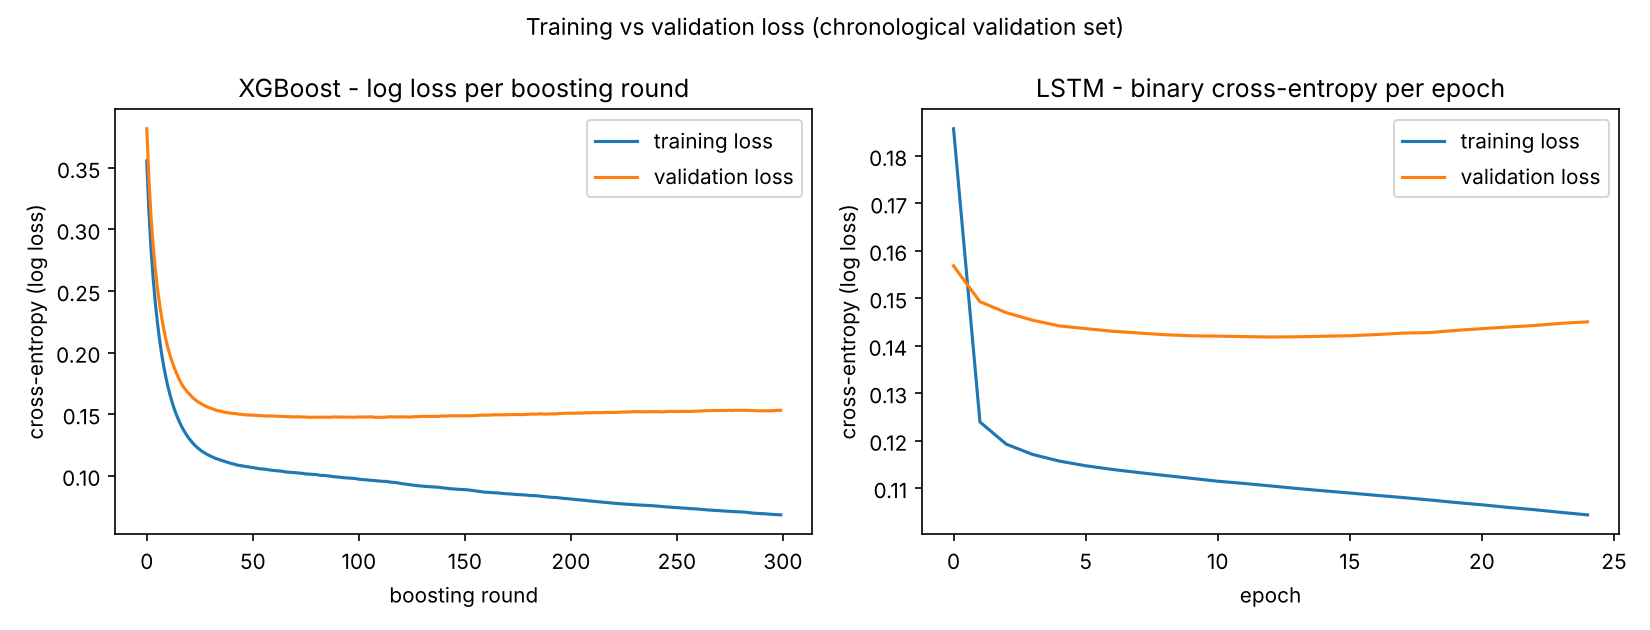 Training vs validation loss (chronological validation set)
XGBoost - log loss per boosting round
training loss
validation loss
cross-entropy (log loss)
0.35
0.30
0.25
0.20
0.15
0.10
0
50
100
150
200
250
300
boosting round
LSTM - binary cross-entropy per epoch
training loss
validation loss
cross-entropy (log loss)
0.18
0.17
0.16
0.15
0.14
0.13
0.12
0.11
0
5
10
15
20
25
epoch